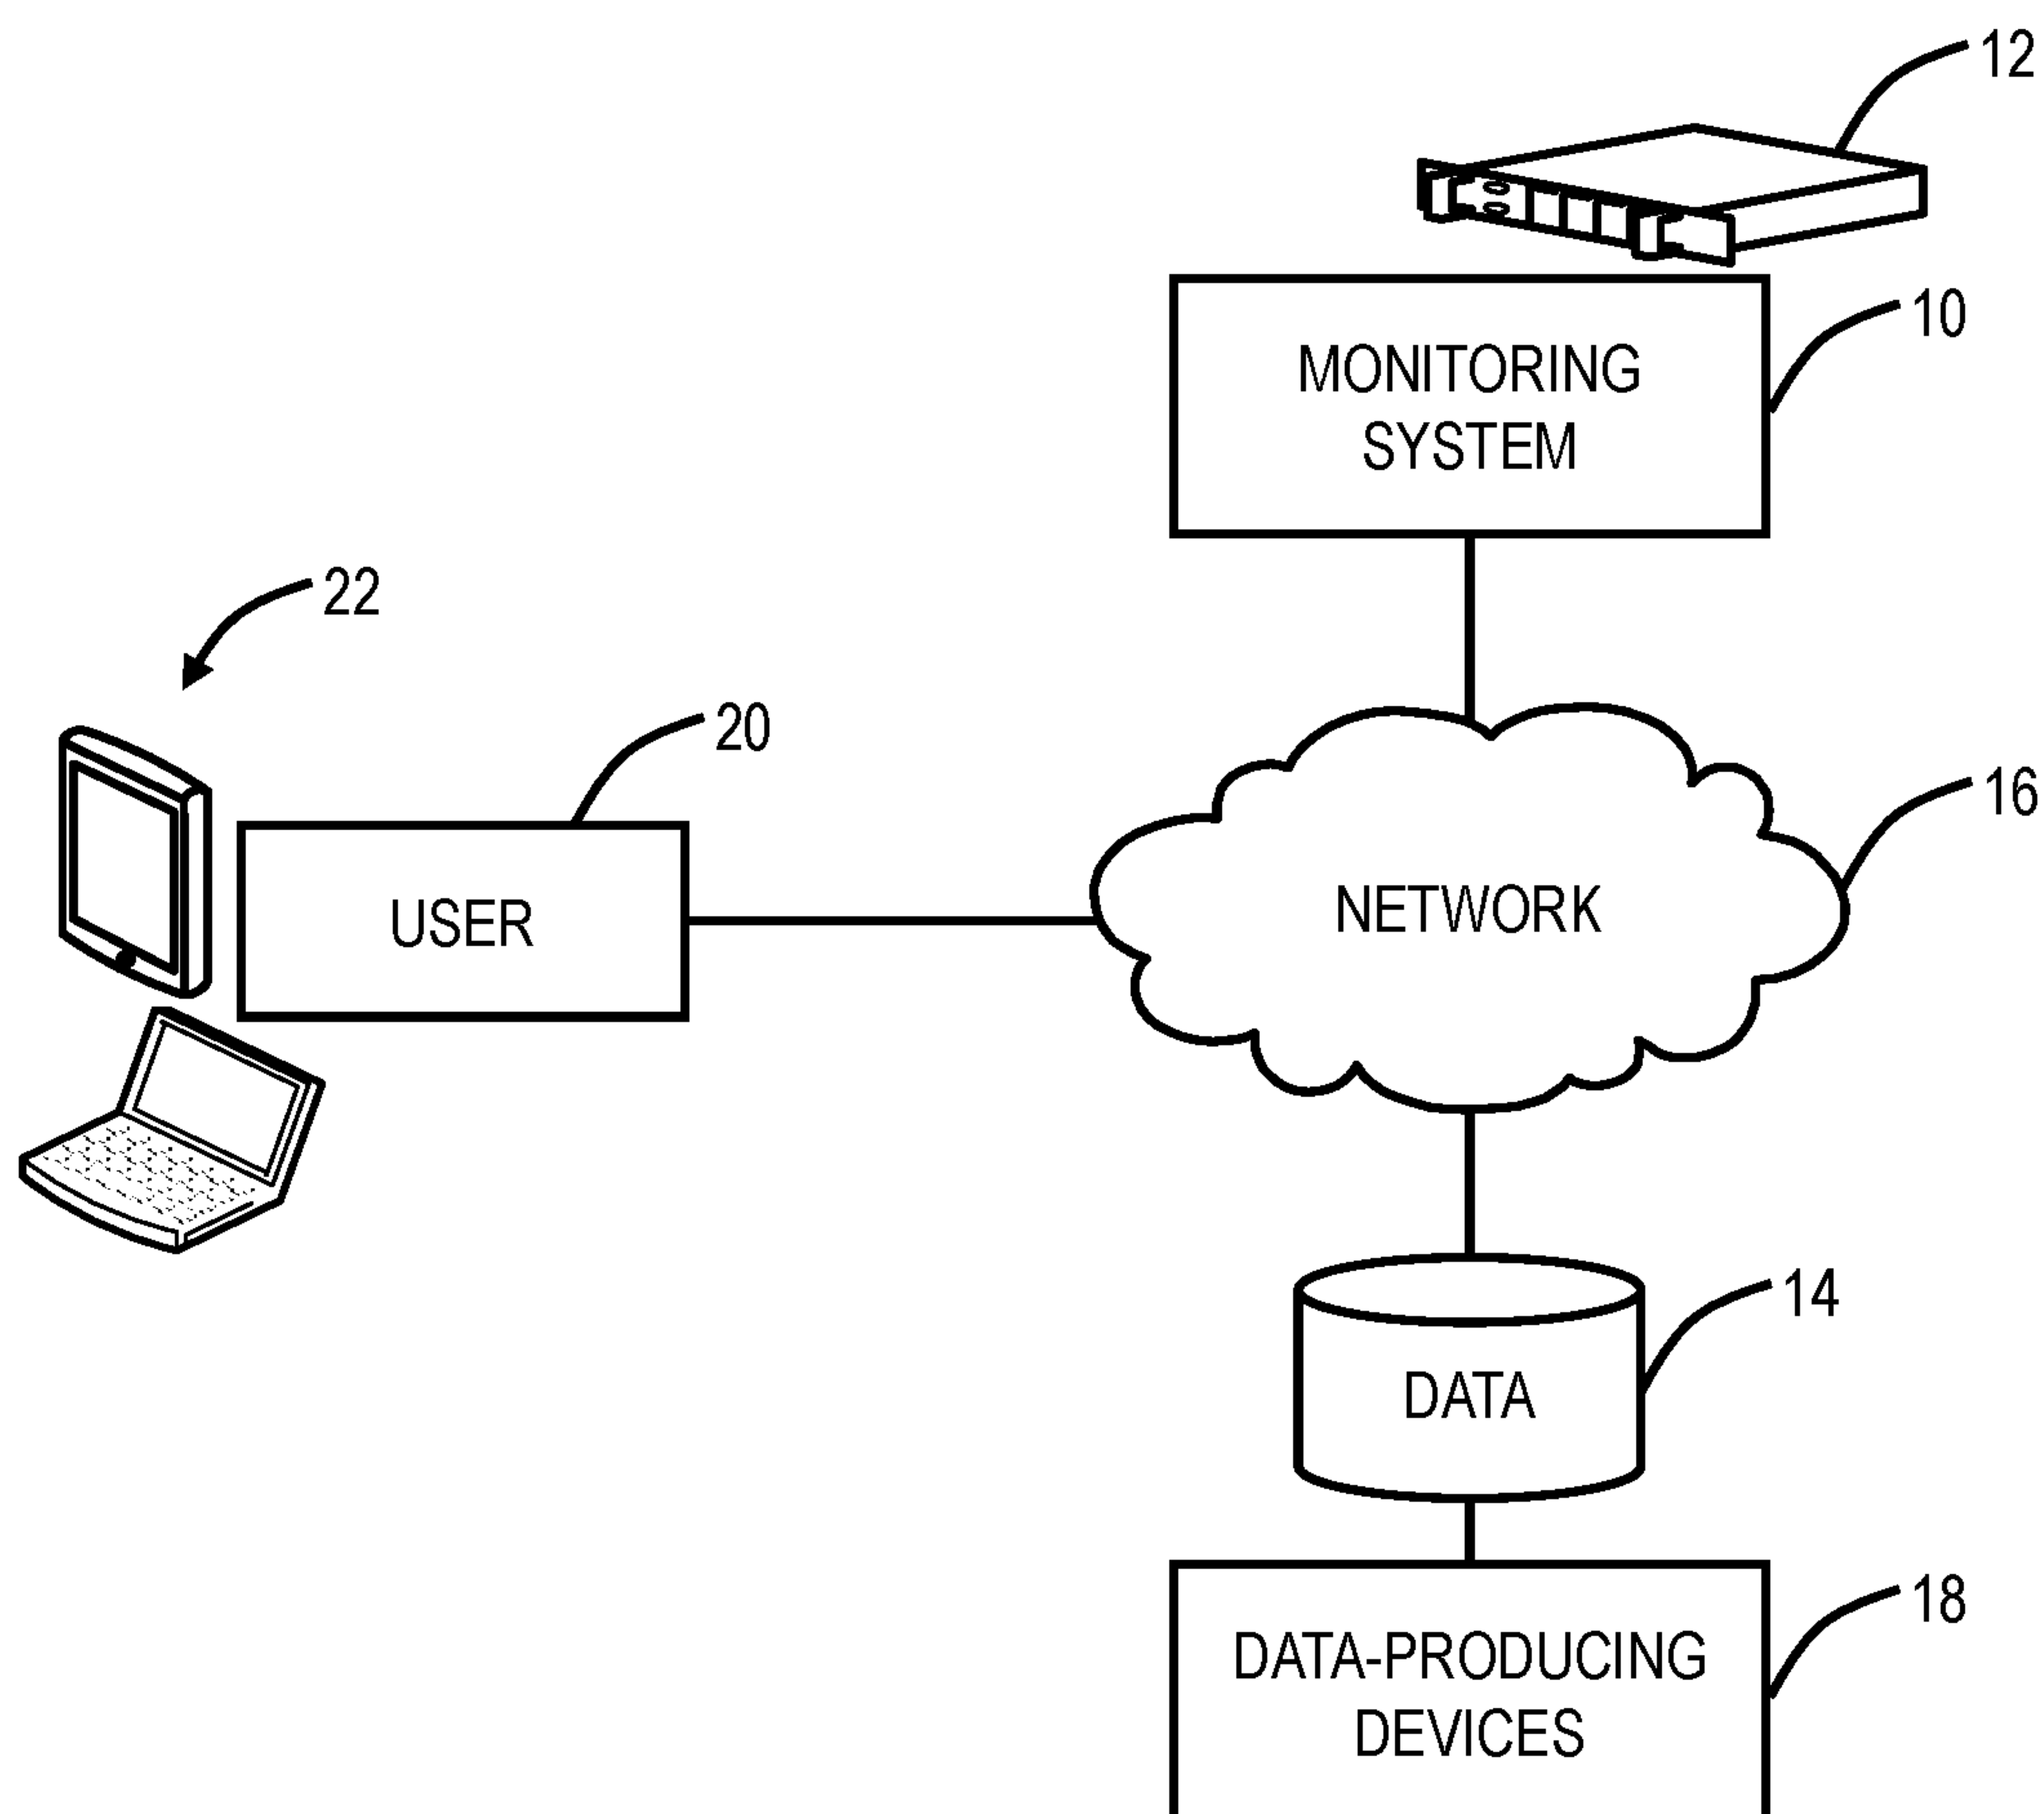 12
10
MONITORING
SYSTEM
22
20
16
USER
NETWORK
14
DATA
18
DATA-PRODUCING
DEVICES